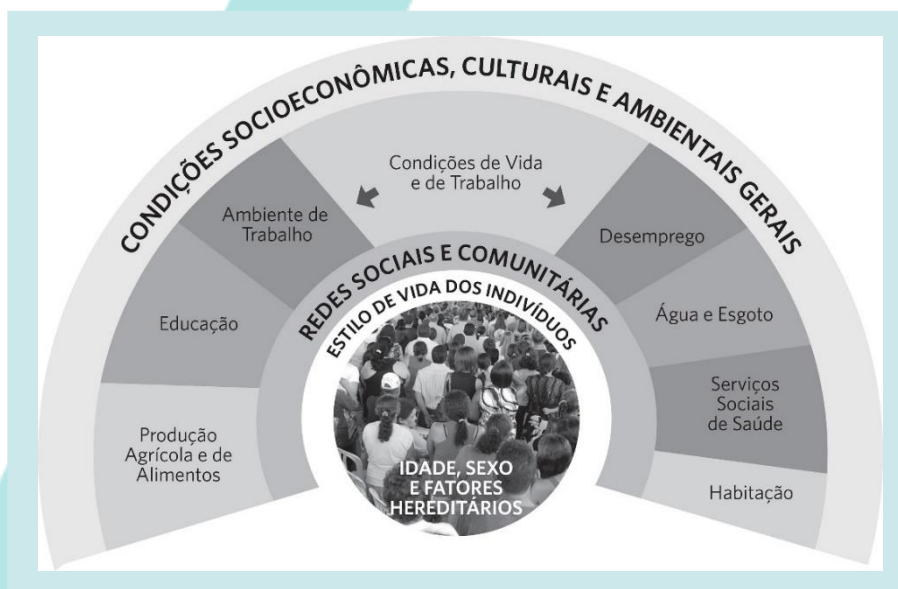 CONDIÇÕES SOCIOECONÔMICAS, CULTURAIS E AMBIENTAIS GERAIS
Condições de Vida
e de Trabalho
Ambiente de
Trabalho
Desemprego
Educação
Água e Esgoto
Produção
Agrícola e de
Alimentos
Serviços
Sociais
de Saúde
Habitação
REDES SOCIAIS E COMUNITÁRIAS
ESTILO DE VIDA DOS INDIVÍDUOS
IDADE, SEXO
E FATORES
HEREDITÁRIOS